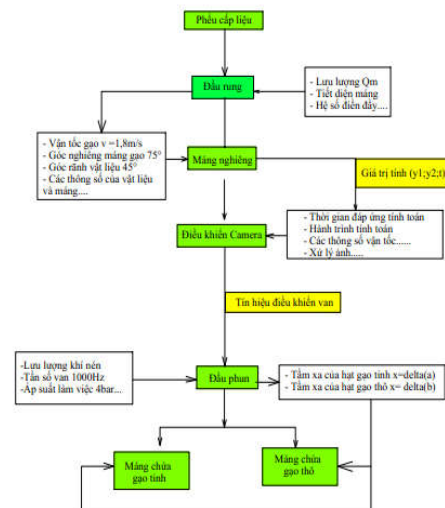 Phễu cấp liệu
Đầu rung
- Lưu lượng Qm
- Tiết diện máng
- Hệ số điền đầy....
- Vận tốc gạo v =1,8m/s
- Góc nghiêng máng gạo 75°
- Góc rãnh vật liệu 45°
- Các thông số của vật liệu
và máng....
Máng nghiêng
Giá trị tính (y1;y2;t)
- Thời gian đáp ứng tính toán
- Hành trình tính toán
- Các thông số vận tốc......
- Xử lý ảnh.....
Điều khiển Camera
Tín hiệu điều khiển van
-Lưu lượng khí nén
- Tần số van 1000Hz
- Áp suất làm việc 4bar...
Đầu phun
- Tầm xa của hạt gạo tinh x=delta(a)
- Tầm xa của hạt gạo thô x= delta(b)
Máng chứa
gạo tinh
Máng chứa
gạo thô